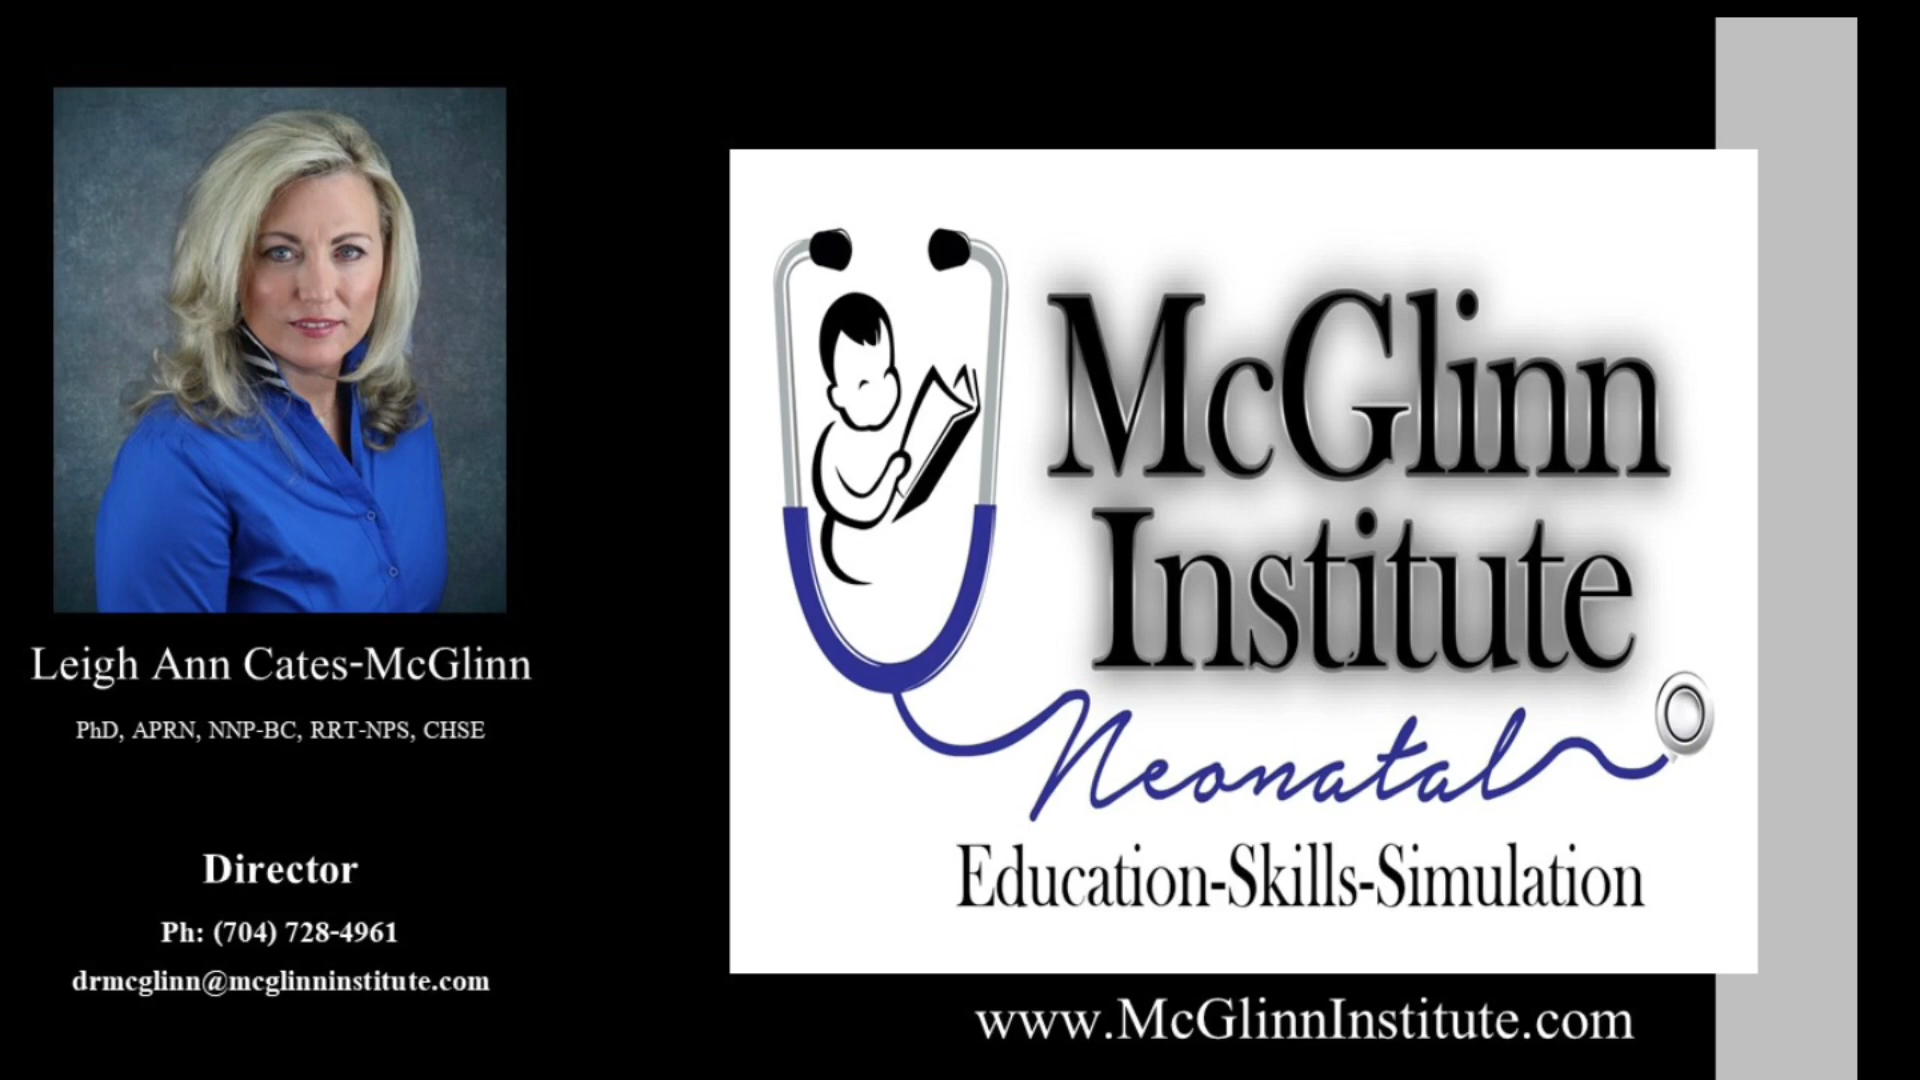 Leigh Ann Cates-McGlinn
PhD, APRN, NNP-BC, RRT-NPS, CHSE
Director
Ph: (704) 728-4961
drmcglinn@mcglinninstitute.com
McGlinn
Institute
Neonatal
Education-Skills-Simulation
www.McGlinnInstitute.com